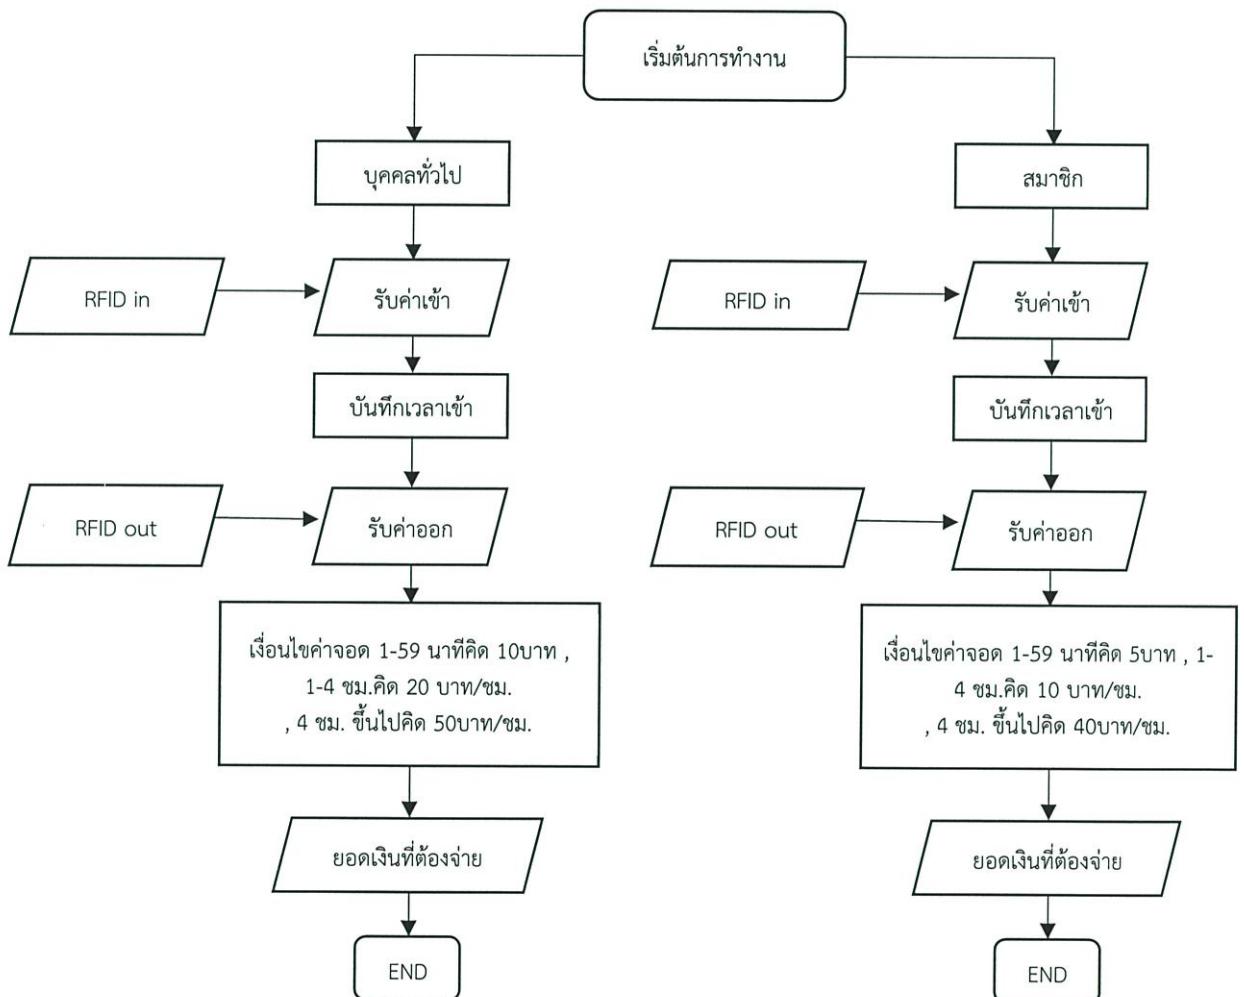 เริ่มต้นการทำงาน
บุคคลทั่วไป
RFID in
รับค่าเข้า
บันทึกเวลาเข้า
RFID out
รับค่าออก
เงื่อนไขค่าจอด 1-59 นาทีคิด 10บาท ,
1-4 ชม.คิด 20 บาท/ชม.
, 4 ชม. ขึ้นไปคิด 50บาท/ชม.
ยอดเงินที่ต้องจ่าย
END
สมาชิก
RFID in
รับค่าเข้า
บันทึกเวลาเข้า
RFID out
รับค่าออก
เงื่อนไขค่าจอด 1-59 นาทีคิด 5บาท , 1-
4 ชม.คิด 10 บาท/ชม.
, 4 ชม. ขึ้นไปคิด 40บาท/ชม.
ยอดเงินที่ต้องจ่าย
END